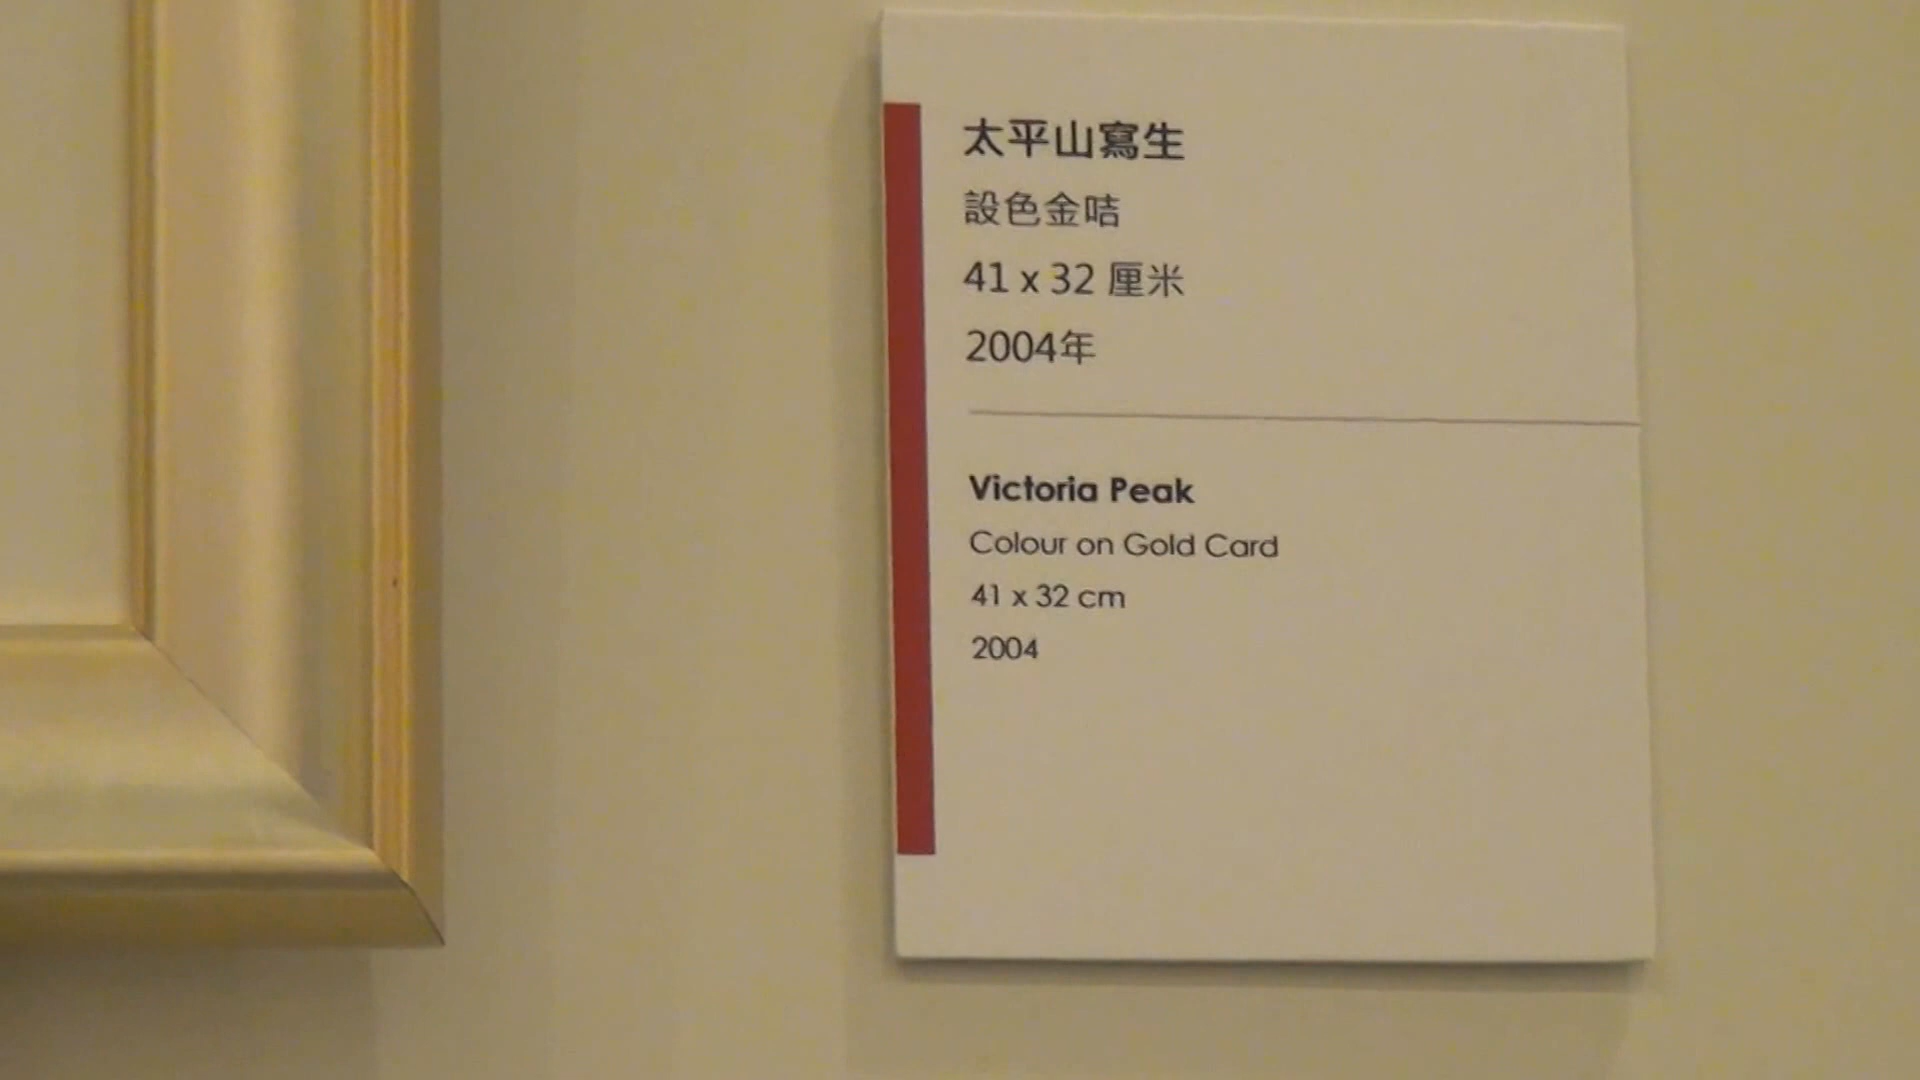 太平山寫生
設色金咭
41 x 32 厘米
2004年
Victoria Peak
Colour on Gold Card
41 x 32 cm
2004